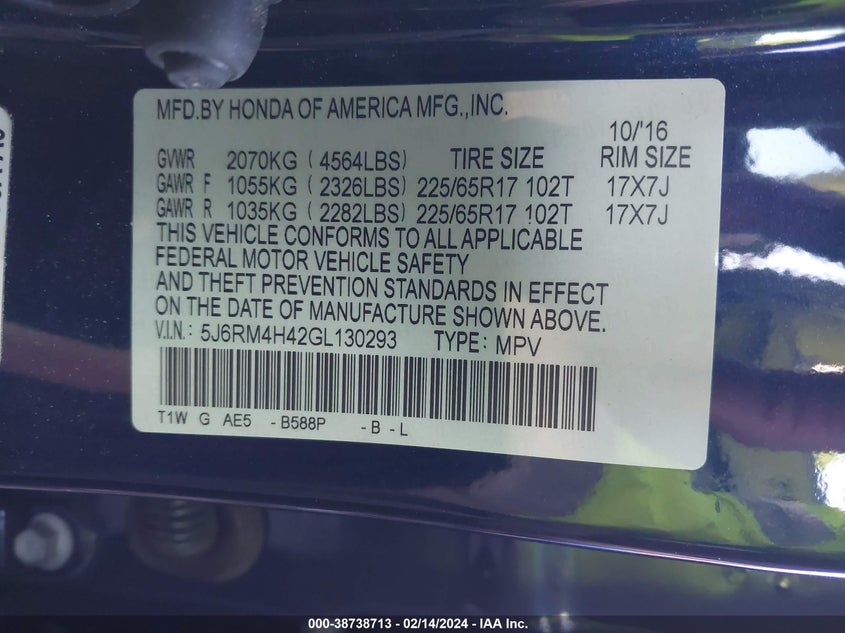 MFD.BY HONDA OF AMERICA MFG.,INC.
10/'16
GVWR 2070KG ( 4564LBS) TIRE SIZE RIM SIZE
GAWR F 1055KG ( 2326LBS) 225/65R17 102T 17X7J
GAWR R 1035KG ( 2282LBS) 225/65R17 102T 17X7J
THIS VEHICLE CONFORMS TO ALL APPLICABLE
FEDERAL MOTOR VEHICLE SAFETY
AND THEFT PREVENTION STANDARDS IN EFFECT
ON THE DATE OF MANUFACTURE SHOWN ABOVE.
V.I.N.: 5J6RM4H42GL130293 TYPE: MPV
T1W G AE5 - B588P - B - L
000-38738713 - 02/14/2024 - IAA Inc.